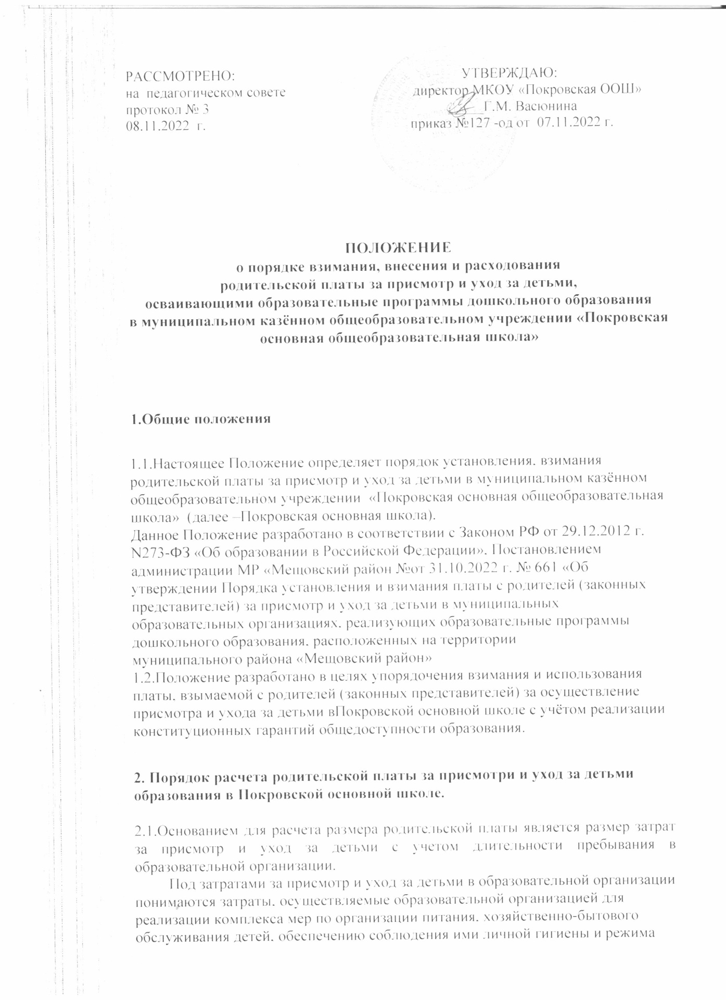 РАССМОТРЕНО:
на педагогическом совете
протокол № 3
08.11.2022 г.
УТВЕРЖДАЮ:
директор МКОУ «Покровская ООШ»
Г.М. Васюнина
приказ №127 -од от 07.11.2022 г.
ПОЛОЖЕНИЕ
о порядке взимания, внесения и расходования
родительской платы за присмотр и уход за детьми,
осваивающими образовательные программы дошкольного образования
в муниципальном казённом общеобразовательном учреждении «Покровская
основная общеобразовательная школа»
1.Общие положения
1.1.Настоящее Положение определяет порядок установления, взимания
родительской платы за присмотр и уход за детьми в муниципальном казённом
общеобразовательном учреждении «Покровская основная общеобразовательная
школа» (далее –Покровская основная школа).
Данное Положение разработано в соответствии с Законом РФ от 29.12.2012 г.
N273-ФЗ «Об образовании в Российской Федерации», Постановлением
администрации МР «Мещовский район №от 31.10.2022 г. № 661 «Об
утверждении Порядка установления и взимания платы с родителей (законных
представителей) за присмотр и уход за детьми в муниципальных
образовательных организациях, реализующих образовательные программы
дошкольного образования, расположенных на территории
муниципального района «Мещовский район»
1.2.Положение разработано в целях упорядочения взимания и использования
платы, взымаемой с родителей (законных представителей) за осуществление
присмотра и ухода за детьми вПокровской основной школе с учётом реализации
конституционных гарантий общедоступности образования.
2. Порядок расчета родительской платы за присмотри и уход за детьми
образования в Покровской основной школе.
2.1.Основанием для расчета размера родительской платы является размер затрат
за присмотр и уход за детьми с учетом длительности пребывания в
образовательной организации.
Под затратами за присмотр и уход за детьми в образовательной организации
понимаются затраты, осуществляемые образовательной организацией для
реализации комплекса мер по организации питания, хозяйственно-бытового
обслуживания детей, обеспечению соблюдения ими личной гигиены и режима